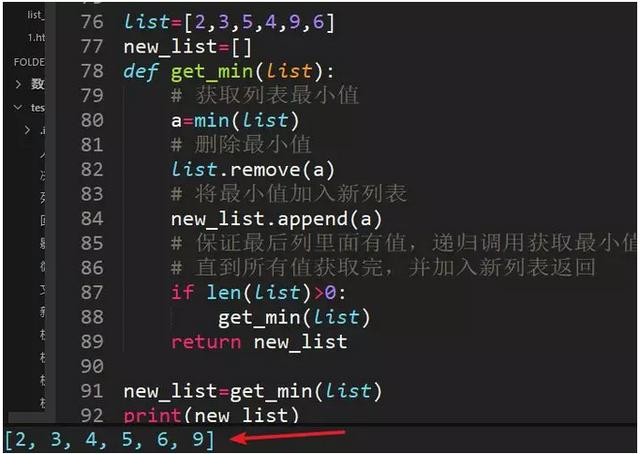 list_
1.ht
FOLDE
数
tes
75
76 list=[2,3,5,4,9,6]
77 new_list=[]
78 def get_min(list):
79 # 获取列表最小值
80 a=min(list)
81 # 删除最小值
82 list.remove(a)
83 # 将最小值加入新列表
84 new_list.append(a)
85 # 保证最后列里面有值，递归调用获取最小值
86 # 直到所有值获取完，并加入新列表返回
87 if len(list)>0:
88 get_min(list)
89 return new_list
90
91 new_list=get_min(list)
92 print(new_list)
[2, 3, 4, 5, 6, 9]